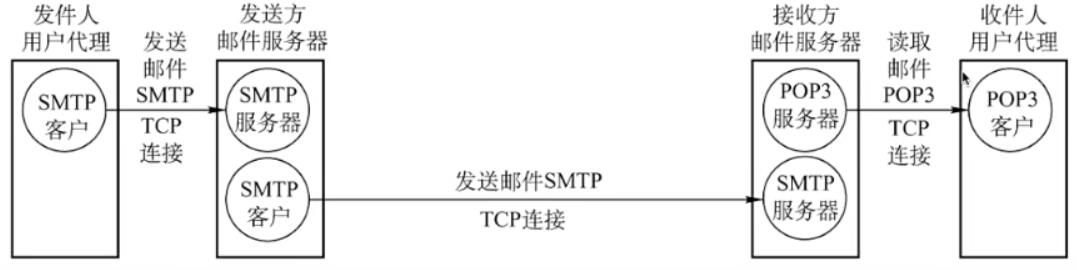 发件人
用户代理
发送
邮件
SMTP
TCP
连接
发送方
邮件服务器
接收方
邮件服务器
读取
邮件
POP3
TCP
连接
收件人
用户代理
SMTP
客户
SMTP
服务器
POP3
服务器
POP3
客户
SMTP
客户
发送邮件SMTP
TCP连接
SMTP
服务器